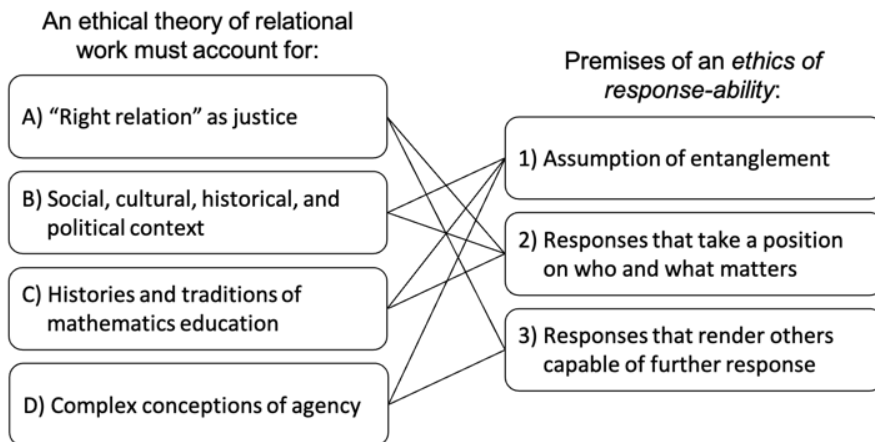 An ethical theory of relational
work must account for:
A) “Right relation” as justice
B) Social, cultural, historical, and
political context
C) Histories and traditions of
mathematics education
D) Complex conceptions of agency
Premises of an ethics of
response-ability:
1) Assumption of entanglement
2) Responses that take a position
on who and what matters
3) Responses that render others
capable of further response